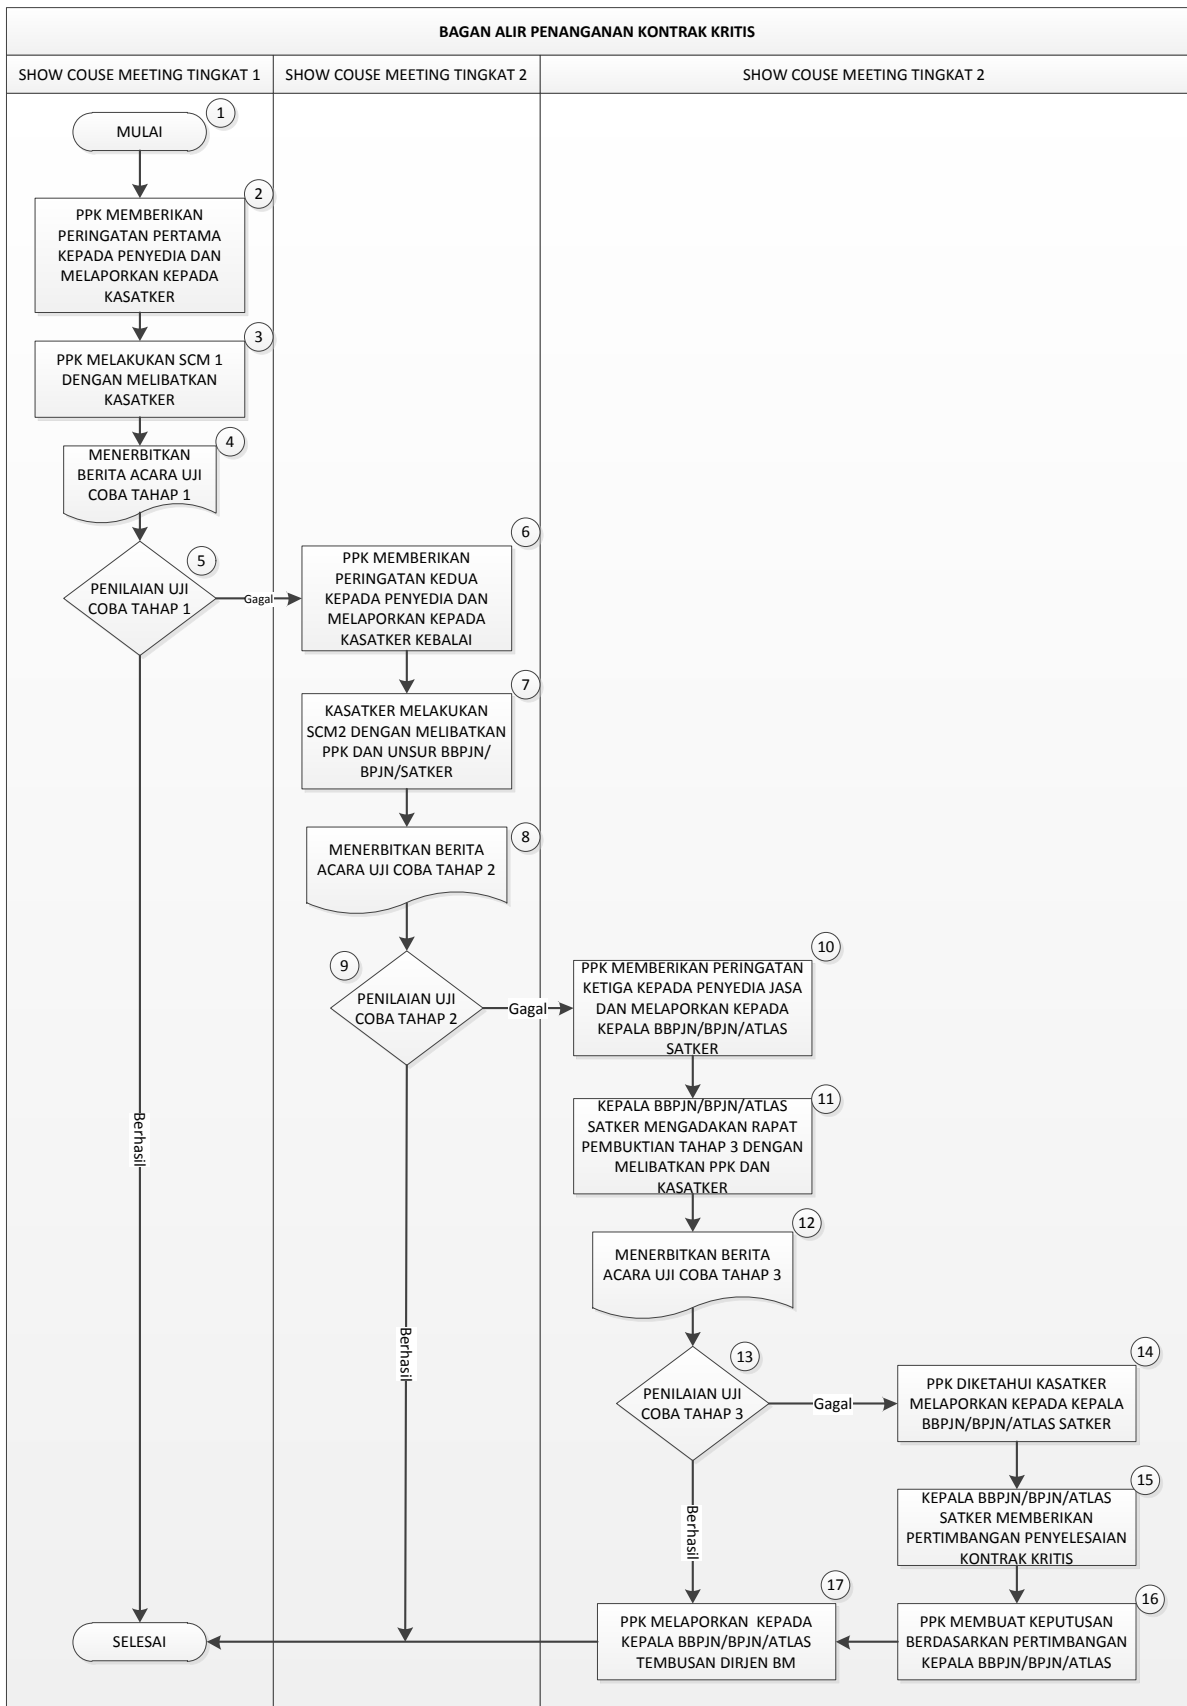 BAGAN ALIR PENANGANAN KONTRAK KRITIS
SHOW COUSE MEETING TINGKAT 1
SHOW COUSE MEETING TINGKAT 2
SHOW COUSE MEETING TINGKAT 2
1
MULAI
2
PPK MEMBERIKAN
PERINGATAN PERTAMA
KEPADA PENYEDIA DAN
MELAPORKAN KEPADA
KASATKER
3
PPK MELAKUKAN SCM 1
DENGAN MELIBATKAN
KASATKER
4
MENERBITKAN
BERITA ACARA UJI
COBA TAHAP 1
5
PENILAIAN UJI
COBA TAHAP 1
Gagal
Berhasil
6
PPK MEMBERIKAN
PERINGATAN KEDUA
KEPADA PENYEDIA DAN
MELAPORKAN KEPADA
KASATKER KEBALAI
7
KASATKER MELAKUKAN
SCM2 DENGAN MELIBATKAN
PPK DAN UNSUR BBPJN/
BPJN/SATKER
8
MENERBITKAN BERITA
ACARA UJI COBA TAHAP 2
9
PENILAIAN UJI
COBA TAHAP 2
Gagal
Berhasil
10
PPK MEMBERIKAN PERINGATAN
KETIGA KEPADA PENYEDIA JASA
DAN MELAPORKAN KEPADA
KEPALA BBPJN/BPJN/ATLAS
SATKER
11
KEPALA BBPJN/BPJN/ATLAS
SATKER MENGADAKAN RAPAT
PEMBUKTIAN TAHAP 3 DENGAN
MELIBATKAN PPK DAN
KASATKER
12
MENERBITKAN BERITA
ACARA UJI COBA TAHAP 3
13
PENILAIAN UJI
COBA TAHAP 3
Gagal
Berhasil
14
PPK DIKETAHUI KASATKER
MELAPORKAN KEPADA KEPALA
BBPJN/BPJN/ATLAS SATKER
15
KEPALA BBPJN/BPJN/ATLAS
SATKER MEMBERIKAN
PERTIMBANGAN PENYELESAIAN
KONTRAK KRITIS
16
PPK MEMBUAT KEPUTUSAN
BERDASARKAN PERTIMBANGAN
KEPALA BBPJN/BPJN/ATLAS
17
PPK MELAPORKAN KEPADA
KEPALA BBPJN/BPJN/ATLAS
TEMBUSAN DIRJEN BM
SELESAI